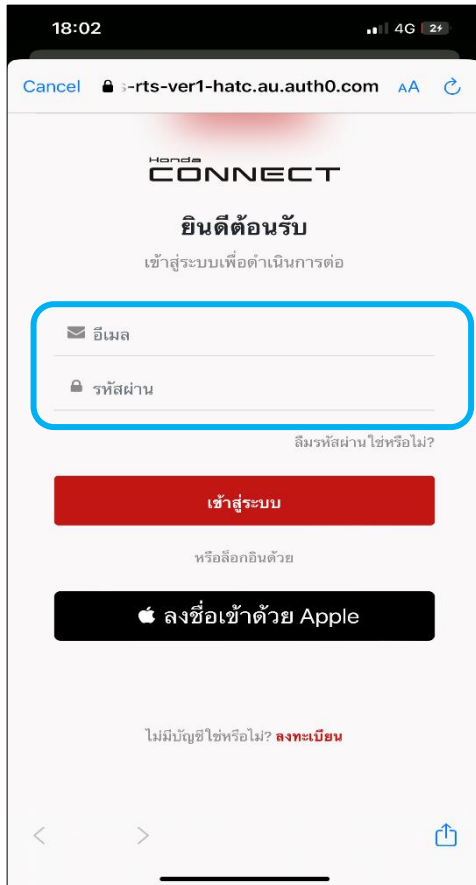 18:02 4G 2
Cancel s-rts-ver1-hatc.au.auth0.com AA
Honda
CONNECT
ยินดีต้อนรับ
เข้าสู่ระบบเพื่อดำเนินการต่อ
อีเมล
รหัสผ่าน
ลืมรหัสผ่าน ใช่หรือไม่?
เข้าสู่ระบบ
หรือล็อกอินด้วย
ลงชื่อเข้าด้วย Apple
ไม่มีบัญชีใช่หรือไม่? ลงทะเบียน